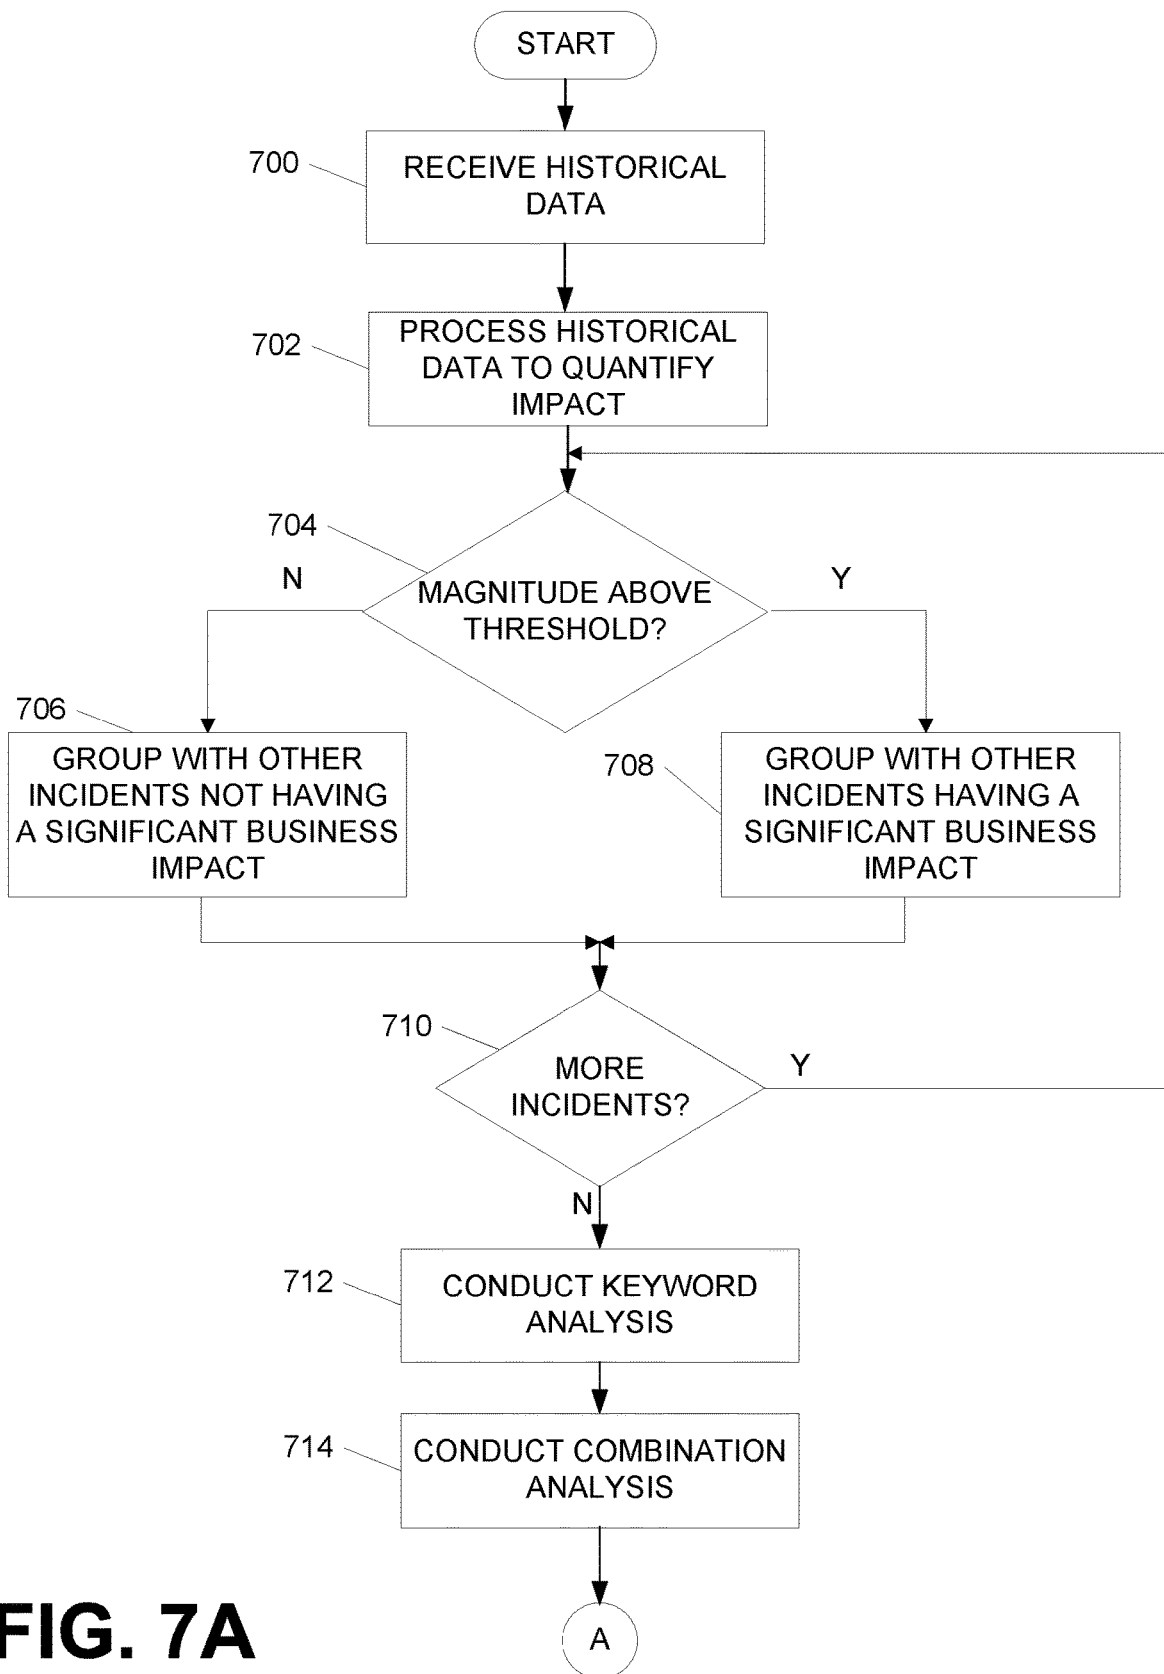 START
700
RECEIVE HISTORICAL
DATA
702
PROCESS HISTORICAL
DATA TO QUANTIFY
IMPACT
704
N
MAGNITUDE ABOVE
THRESHOLD?
Y
706
GROUP WITH OTHER
INCIDENTS NOT HAVING
A SIGNIFICANT BUSINESS
IMPACT
708
GROUP WITH OTHER
INCIDENTS HAVING A
SIGNIFICANT BUSINESS
IMPACT
710
MORE
INCIDENTS?
Y
N
712
CONDUCT KEYWORD
ANALYSIS
714
CONDUCT COMBINATION
ANALYSIS
A
FIG. 7A